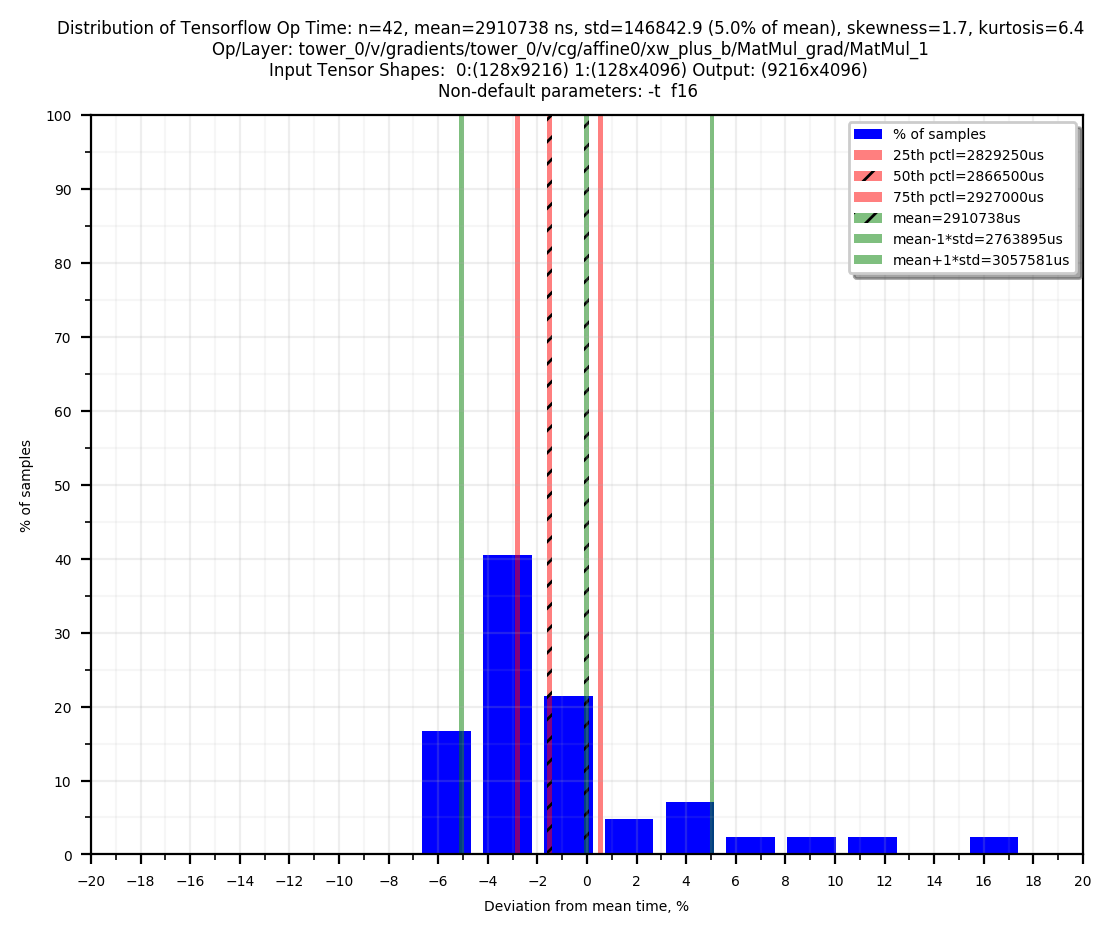 Distribution of Tensorflow Op Time: n=42, mean=2910738 ns, std=146842.9 (5.0% of mean), skewness=1.7, kurtosis=6.4
Op/Layer: tower_0/v/gradients/tower_0/v/cg/affine0/xw_plus_b/MatMul_grad/MatMul_1
Input Tensor Shapes:  0:(128x9216) 1:(128x4096) Output: (9216x4096)
Non-default parameters: -t  f16
% of samples
25th pctl=2829250us
50th pctl=2866500us
75th pctl=2927000us
mean=2910738us
mean-1*std=2763895us
mean+1*std=3057581us
100
90
80
70
60
50
40
30
20
10
0
% of samples
−20 −18 −16 −14 −12 −10 −8 −6 −4 −2 0 2 4 6 8 10 12 14 16 18 20
Deviation from mean time, %